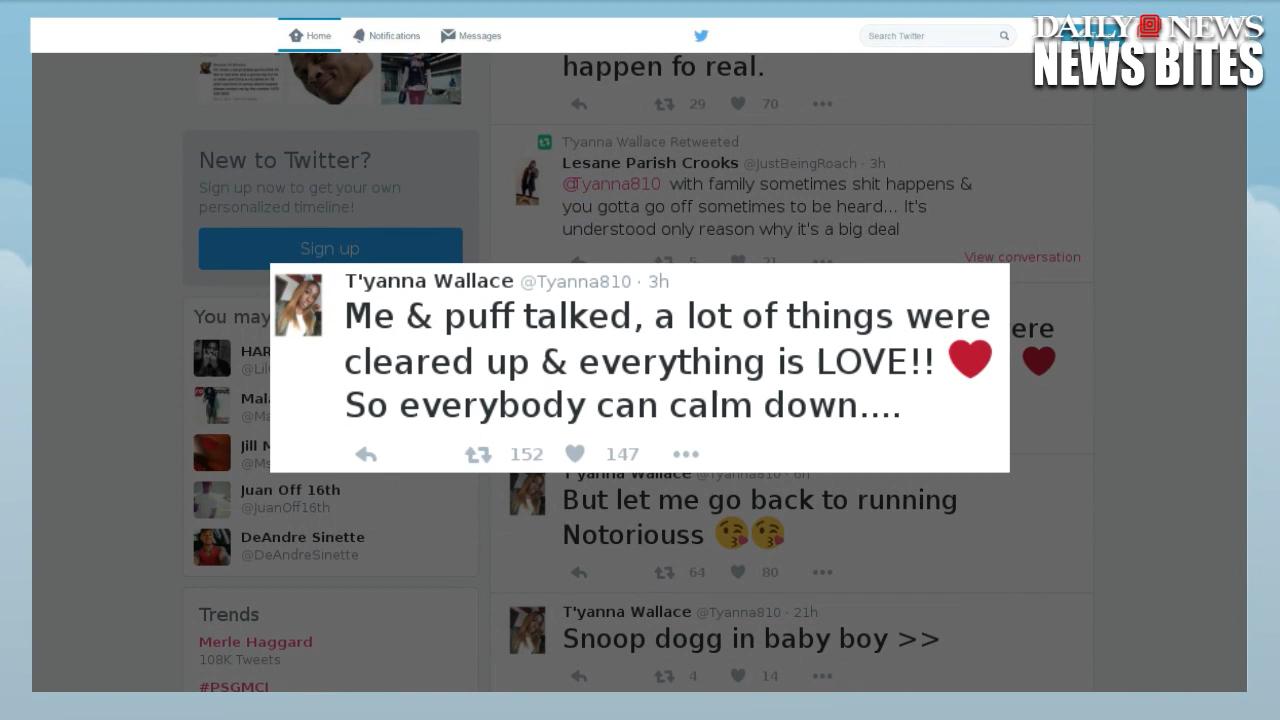 Home Notifications Messages Search Twitter
DAILY NEWS
NEWS BITES
happen fo real.
29 70
New to Twitter?
Sign up now to get your own
personalized timeline!
Sign up
T'yanna Wallace Retweeted
Lesane Parish Crooks @JustBeingRoach · 3h
@Tyanna810 with family sometimes shit happens &
you gotta go off sometimes to be heard... It's
understood only reason why it's a big deal
5 21
View conversation
You may
T'yanna Wallace @Tyanna810 · 3h
Me & puff talked, a lot of things were
cleared up & everything is LOVE!! ❤
So everybody can calm down....
152 147
ere
❤
HAR
@Lil
Mala
@Ma
Jill M
@Ms
Juan Off 16th
@JuanOff16th
DeAndre Sinette
@DeAndreSinette
T'yanna Wallace @Tyanna810 · 6h
But let me go back to running
Notoriouss 😘😘
64 80
T'yanna Wallace @Tyanna810 · 21h
Snoop dogg in baby boy >>
4 14
Trends
Merle Haggard
108K Tweets
#PSGMCI